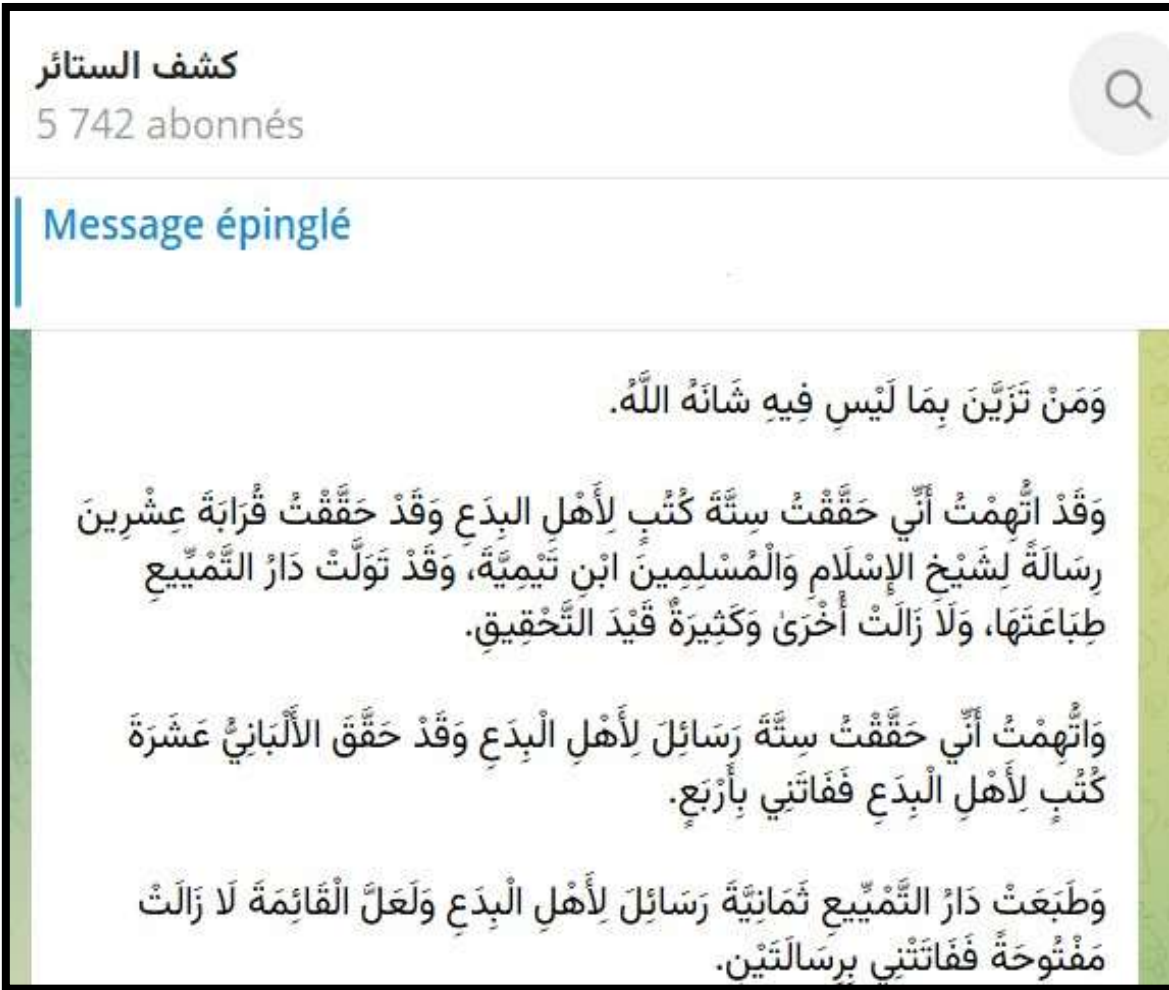 كشف الستائر
5 742 abonnés
Message épinglé
وَمَنْ تَزَيَّنَ بِمَا لَيْسِ فِيهِ شَانَهُ اللَّهُ.
وَقَدْ اتُّهِمْتُ أَنِّي حَقَّقْتُ سِتَّةَ كُتُبٍ لِأَهْلِ البِدَعِ وَقَدْ حَقَّقْتُ قُرَابَةَ عِشْرِينَ
رِسَالَةً لِشَيْخِ الإِسْلَامِ وَالْمُسْلِمِينَ ابْنِ تَيْمِيَّةَ، وَقَدْ تَوَلَّتْ دَارُ التَّمْيِّيعِ
طِبَاعَتَهَا، وَلَا زَالَتْ أُخْرَىٰ وَكَثِيرَةٌ قَيْدَ التَّحْقِيقِ.
وَاتُّهِمْتُ أَنِّي حَقَّقْتُ سِتَّةَ رَسَائِلَ لِأَهْلِ الْبِدَعِ وَقَدْ حَقَّقَ الأَلْبَانِيُّ عَشَرَةَ
كُتُبٍ لِأَهْلِ الْبِدَعِ فَفَاتَنِي بِأَرْبَعٍ.
وَطَبَعَتْ دَارُ التَّمْيِّيعِ ثَمَانِيَّةَ رَسَائِلَ لِأَهْلِ الْبِدَعِ وَلَعَلَّ الْقَائِمَةَ لَا زَالَتْ
مَفْتُوحَةً فَفَاتَتْنِي بِرِسَالَتَيْنِ.